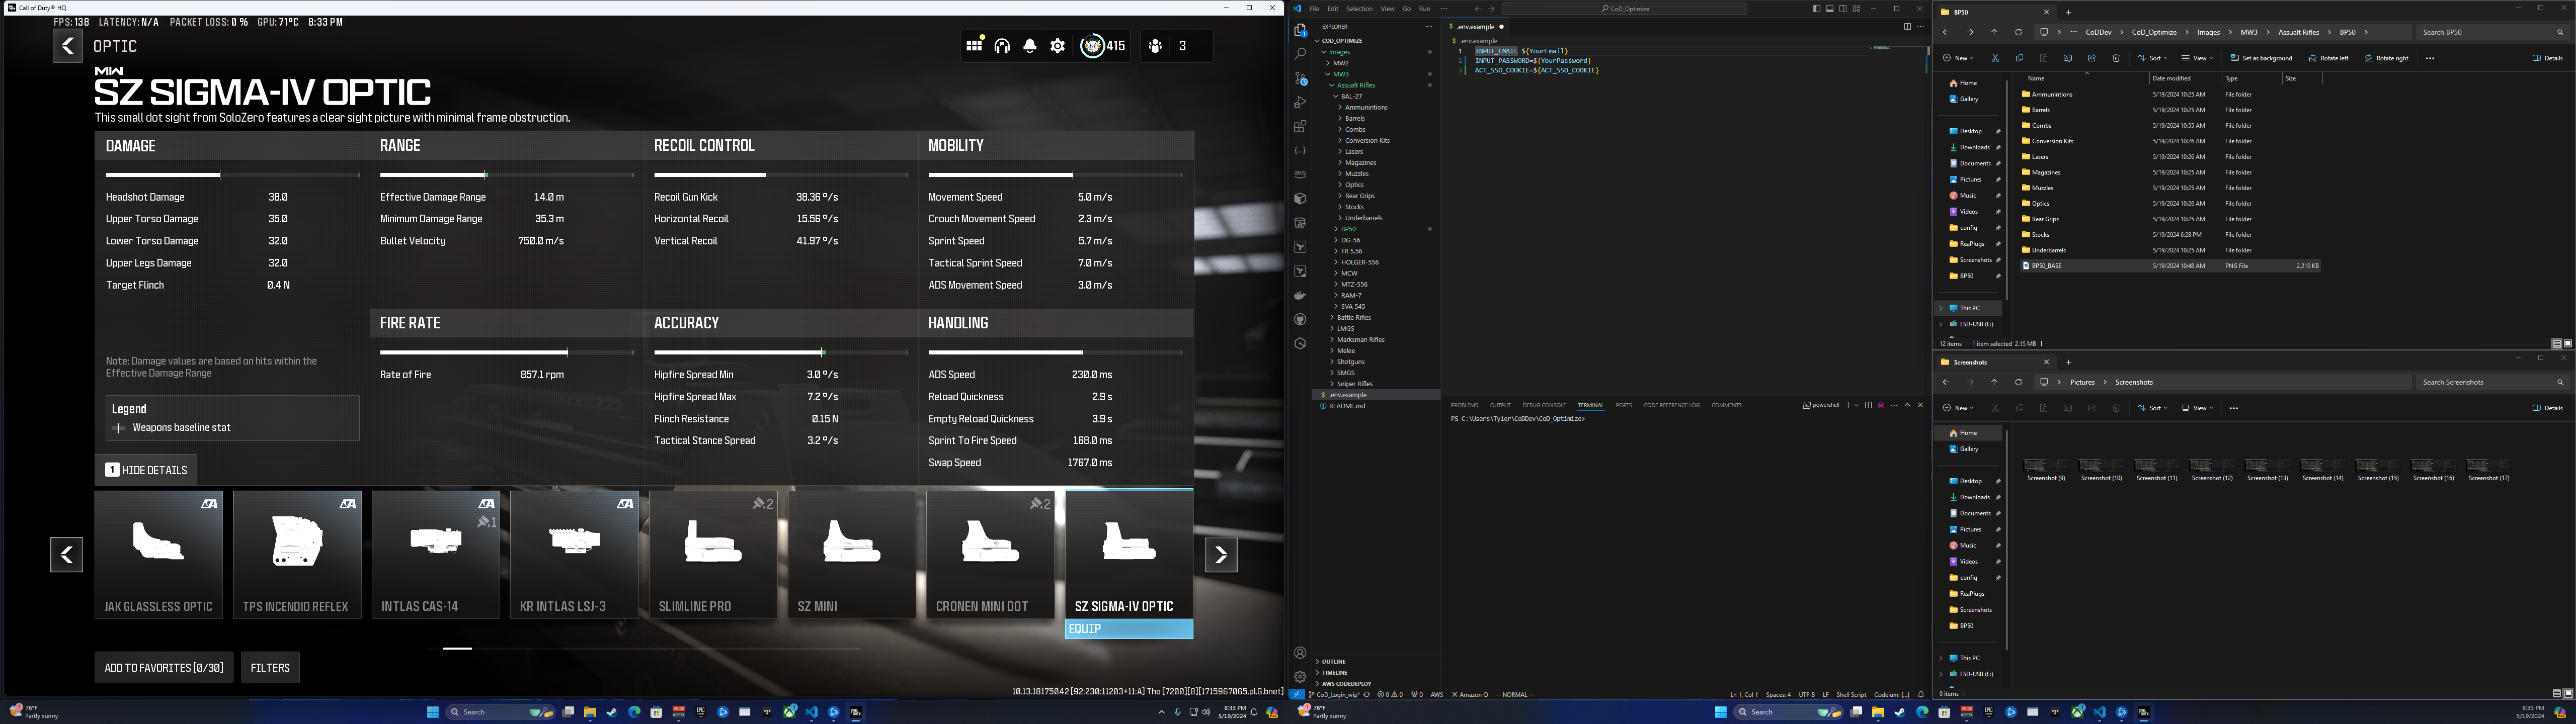 Call of Duty® HQ
FPS: 138 LATENCY: N/A PACKET LOSS: 0 % GPU: 71°C 8:33 PM
OPTIC
415
3
MW
SZ SIGMA-IV OPTIC
This small dot sight from SoloZero features a clear sight picture with minimal frame obstruction.
DAMAGE
Headshot Damage 38.0
Upper Torso Damage 35.0
Lower Torso Damage 32.0
Upper Legs Damage 32.0
Target Flinch 0.4 N
Note: Damage values are based on hits within the
Effective Damage Range
Legend
Weapons baseline stat
1 HIDE DETAILS
RANGE
Effective Damage Range 14.0 m
Minimum Damage Range 35.3 m
Bullet Velocity 750.0 m/s
FIRE RATE
Rate of Fire 857.1 rpm
RECOIL CONTROL
Recoil Gun Kick 38.36 º/s
Horizontal Recoil 15.56 º/s
Vertical Recoil 41.97 º/s
ACCURACY
Hipfire Spread Min 3.0 º/s
Hipfire Spread Max 7.2 º/s
Flinch Resistance 0.15 N
Tactical Stance Spread 3.2 º/s
MOBILITY
Movement Speed 5.0 m/s
Crouch Movement Speed 2.3 m/s
Sprint Speed 5.7 m/s
Tactical Sprint Speed 7.0 m/s
ADS Movement Speed 3.0 m/s
HANDLING
ADS Speed 230.0 ms
Reload Quickness 2.9 s
Empty Reload Quickness 3.9 s
Sprint To Fire Speed 168.0 ms
Swap Speed 1767.0 ms
JAK GLASSLESS OPTIC
TPS INCENDIO REFLEX
.1
INTLAS CAS-14
KR INTLAS LSJ-3
.2
SLIMLINE PRO
SZ MINI
.2
CRONEN MINI DOT
SZ SIGMA-IV OPTIC
EQUIP
ADD TO FAVORITES [0/30]
FILTERS
10.13.18175042 [92:230:11203+11:A] Tho [7200][8][1715967065.pl.G.bnet]
76°F
Partly sunny
Search
8:33 PM
5/19/2024
File Edit Selection View Go Run ···
CoD_Optimize
EXPLORER
COD_OPTIMIZE
Images
MW2
MW3
Assualt Rifles
BAL-27
Ammunintions
Barrels
Combs
Conversion Kits
Lasers
Magazines
Muzzles
Optics
Rear Grips
Stocks
Underbarrels
BP50
DG-56
FR 5.56
HOLGER-556
MCW
MTZ-556
RAM-7
SVA 545
Battle Rifles
LMGS
Marksman Rifles
Melee
Shotguns
SMGS
Sniper Rifles
$ .env.example
README.md
OUTLINE
TIMELINE
AWS CODEDEPLOY
aws
$ .env.example
$ .env.example
1 INPUT_EMAIL=${YourEmail}
2 INPUT_PASSWORD=${YourPassword}
3 ACT_SSO_COOKIE=${ACT_SSO_COOKIE}
PROBLEMS OUTPUT DEBUG CONSOLE TERMINAL PORTS CODE REFERENCE LOG COMMENTS
powershell
PS C:\Users\Tyler\CoDDev\CoD_Optimize>
CoD_Login_wip* 0 0 0 AWS Amazon Q -- NORMAL --
Ln 1, Col 1 Spaces: 4 UTF-8 LF Shell Script Codeium: {...}
76°F
Partly sunny
Search
BP50
CoDDev > CoD_Optimize > Images > MW3 > Assualt Rifles > BP50 >
Search BP50
New Sort View Set as background Rotate left Rotate right ··· Details
Home
Gallery
Desktop
Downloads
Documents
Pictures
Music
Videos
config
ReaPlugs
Screenshots
BP50
This PC
ESD-USB (E:)
Name Date modified Type Size
Ammunintions 5/19/2024 10:25 AM File folder
Barrels 5/19/2024 10:25 AM File folder
Combs 5/19/2024 10:55 AM File folder
Conversion Kits 5/19/2024 10:26 AM File folder
Lasers 5/19/2024 10:26 AM File folder
Magazines 5/19/2024 10:25 AM File folder
Muzzles 5/19/2024 10:25 AM File folder
Optics 5/19/2024 10:26 AM File folder
Rear Grips 5/19/2024 10:25 AM File folder
Stocks 5/19/2024 6:28 PM File folder
Underbarrels 5/19/2024 10:25 AM File folder
BP50_BASE 5/19/2024 10:48 AM PNG File 2,210 KB
12 items 1 item selected 2.15 MB
Screenshots
Pictures > Screenshots
Search Screenshots
New Sort View ··· Details
Home
Gallery
Desktop
Downloads
Documents
Pictures
Music
Videos
config
ReaPlugs
Screenshots
BP50
This PC
ESD-USB (E:)
Screenshot (9) Screenshot (10) Screenshot (11) Screenshot (12) Screenshot (13) Screenshot (14) Screenshot (15) Screenshot (16) Screenshot (17)
9 items
8:33 PM
5/19/2024